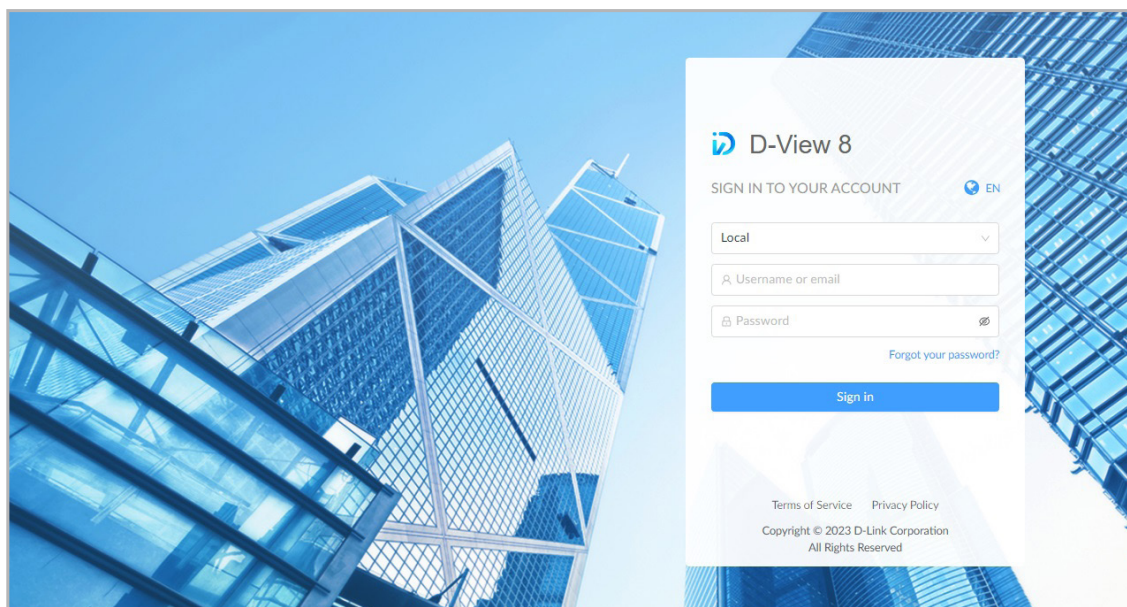 D-View 8
SIGN IN TO YOUR ACCOUNT EN
Local
Username or email
Password
Forgot your password?
Sign in
Terms of Service Privacy Policy
Copyright © 2023 D-Link Corporation
All Rights Reserved